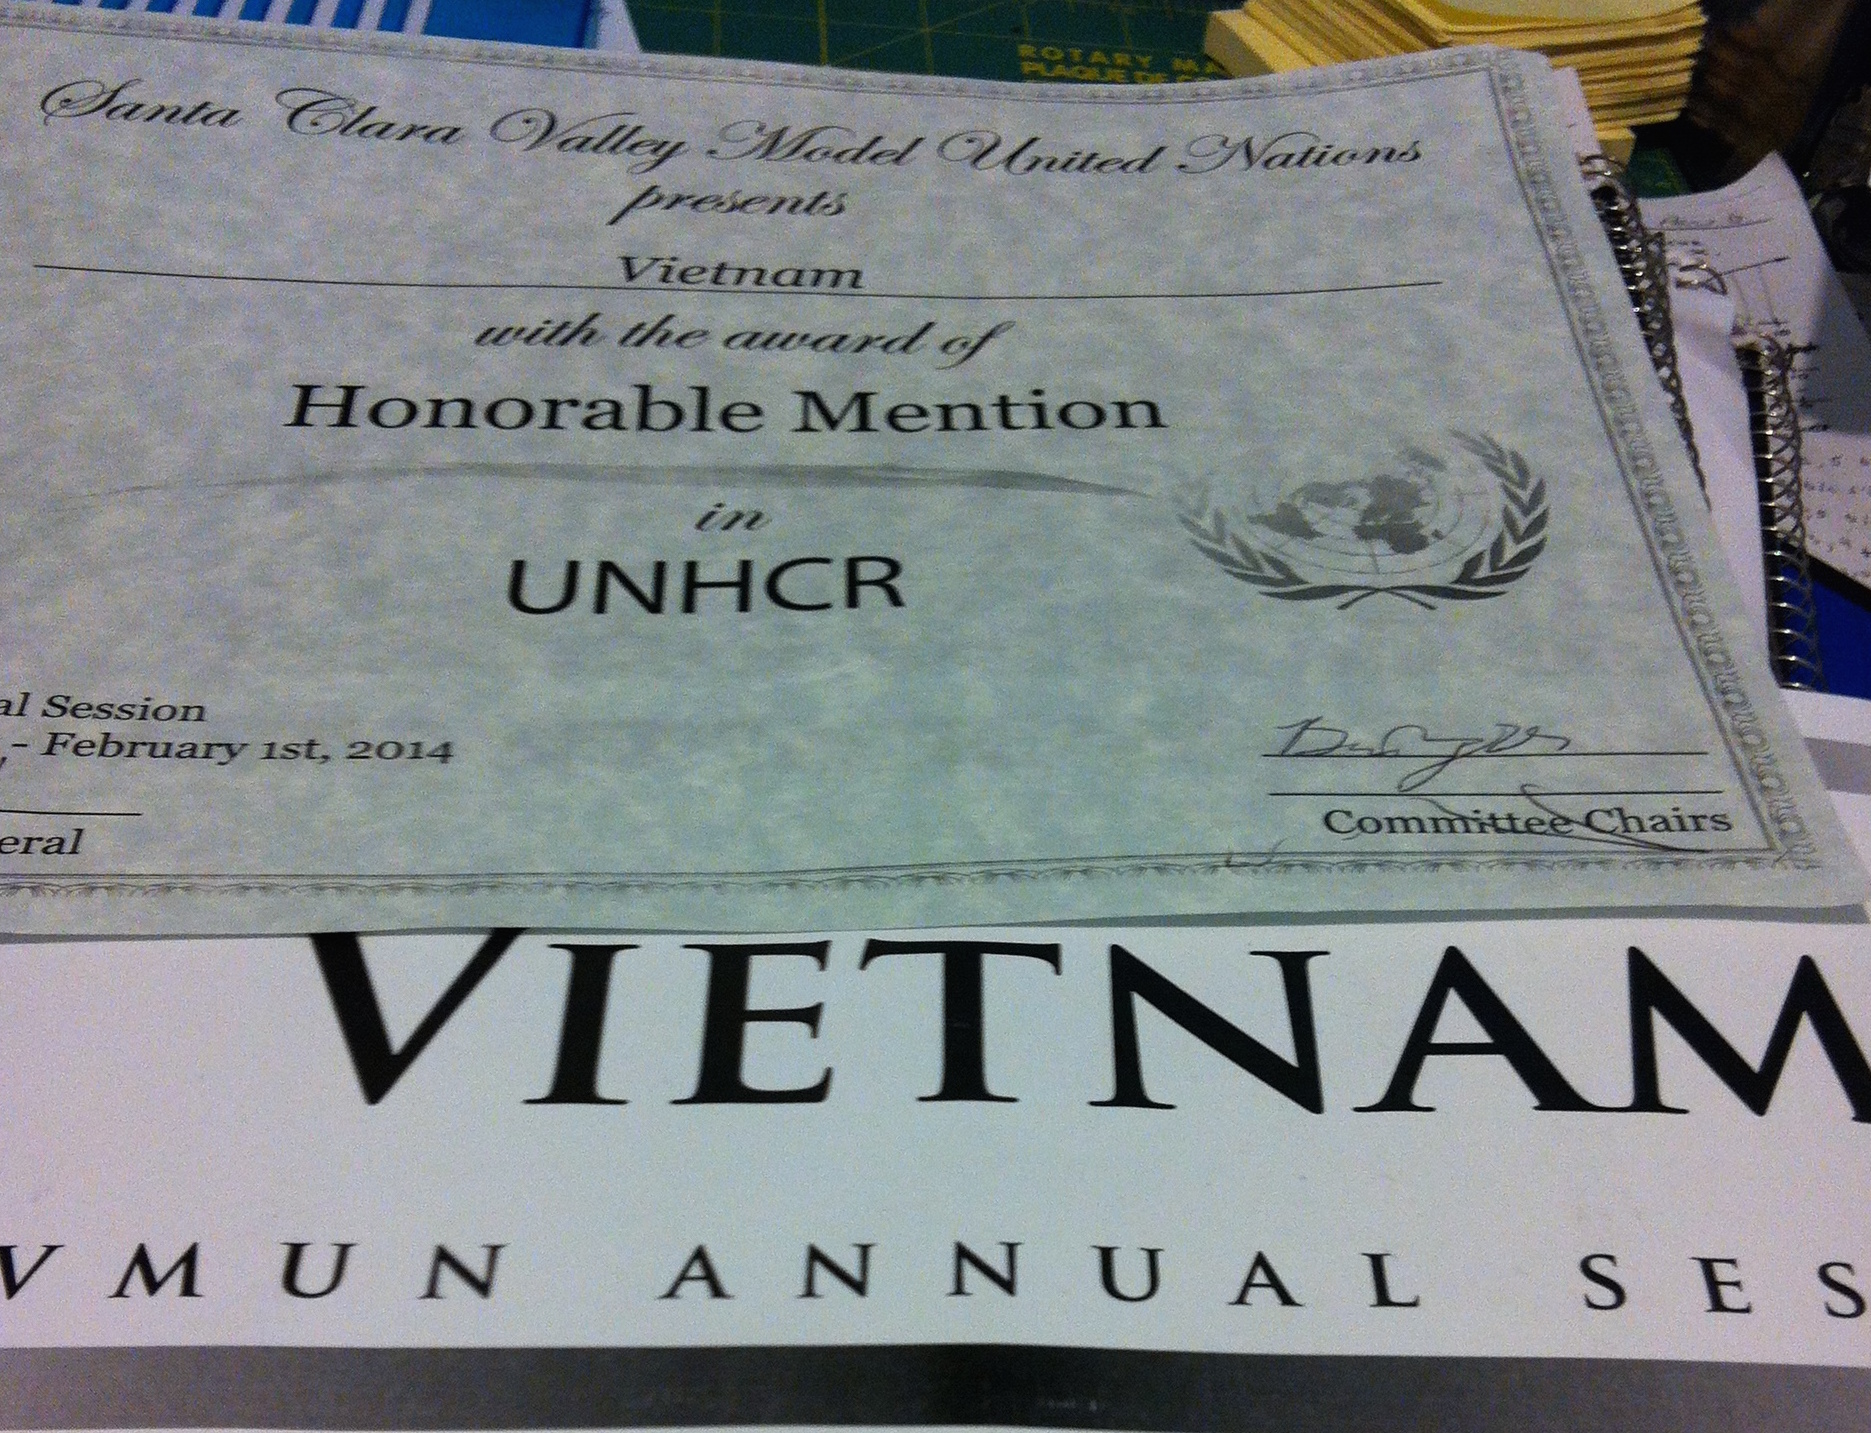 ROTARY MA
PLAQUE DE C
Santa Clara Valley Model United Nations
presents
Vietnam
with the award of
Honorable Mention
in
UNHCR
al Session
- February 1st, 2014
eral
Committee Chairs
VIETNAM
VMUN ANNUAL SES